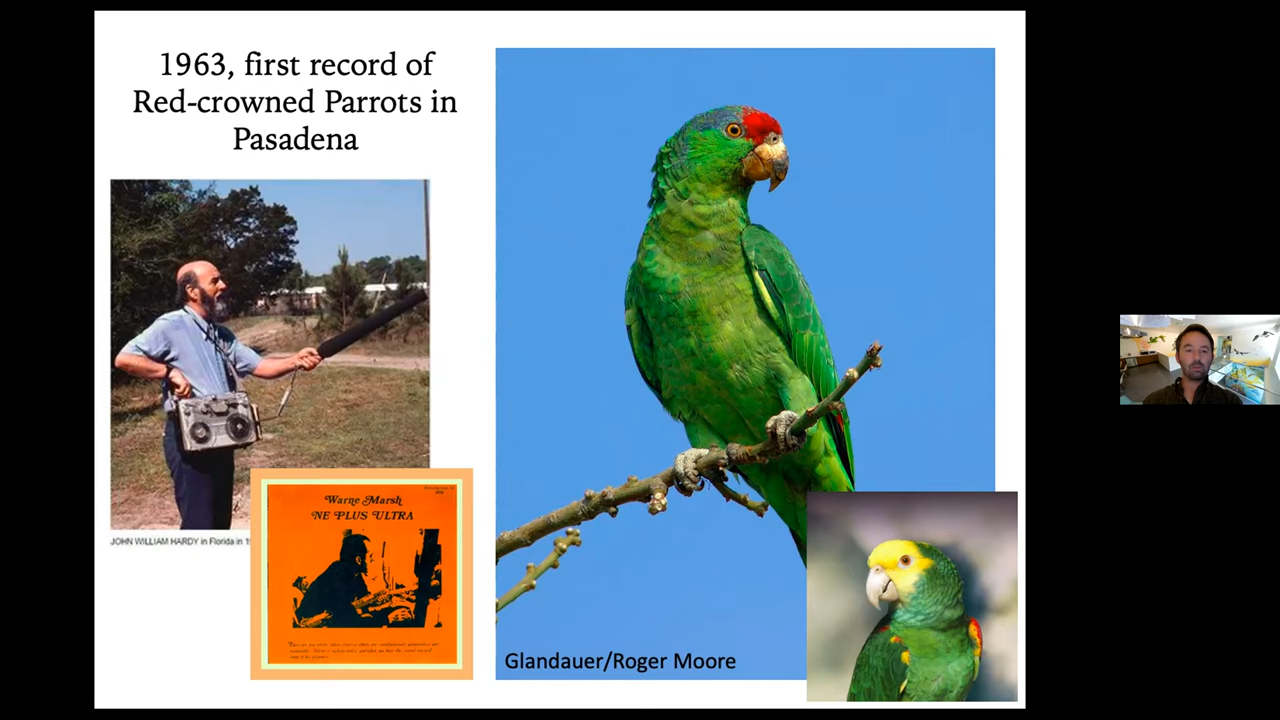 1963, first record of
Red-crowned Parrots in
Pasadena
JOHN WILLIAM HARDY in Florida in
Warne Marsh
NE PLUS ULTRA
Glandauer/Roger Moore